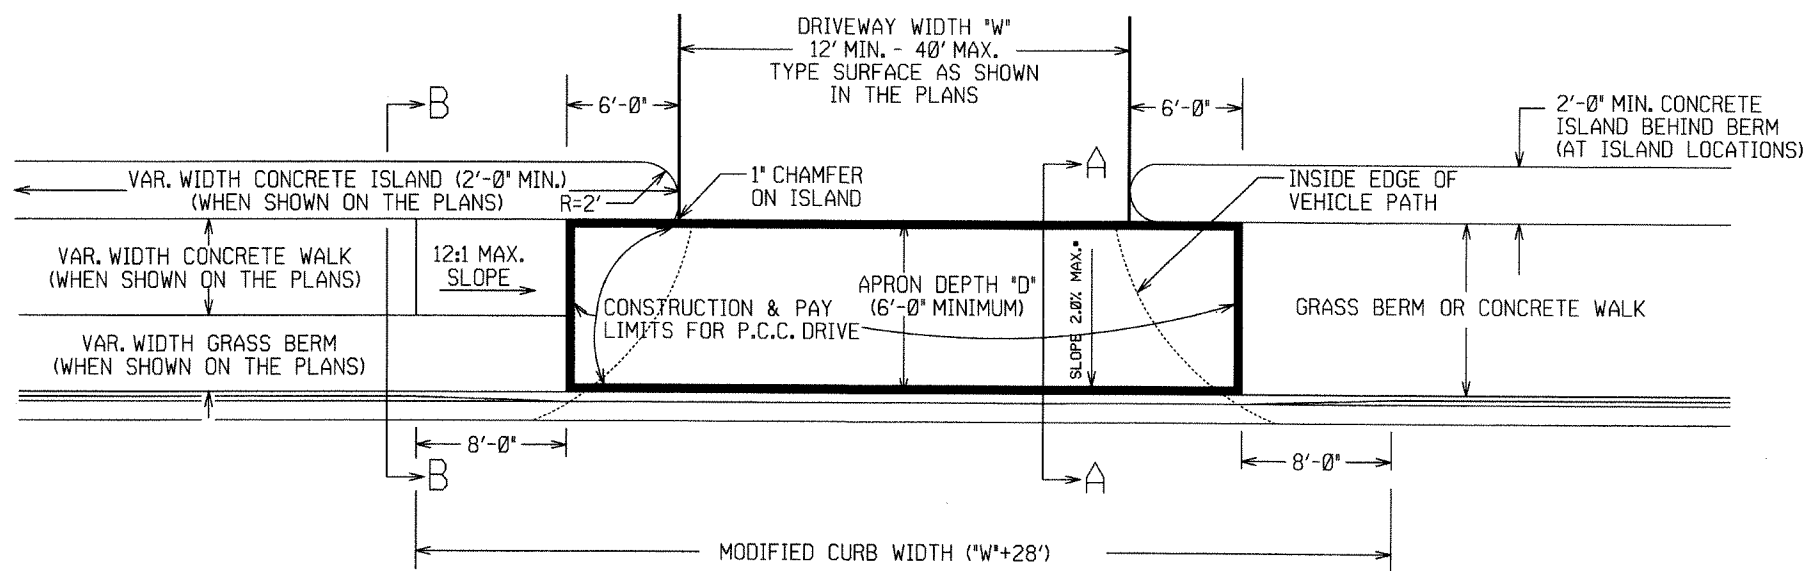 DRIVEWAY WIDTH "W"
12' MIN. - 40' MAX.
TYPE SURFACE AS SHOWN
IN THE PLANS
B
6'-0"
6'-0"
2'-0" MIN. CONCRETE
ISLAND BEHIND BERM
(AT ISLAND LOCATIONS)
A
VAR. WIDTH CONCRETE ISLAND (2'-0" MIN.)
(WHEN SHOWN ON THE PLANS)
R=2'
1" CHAMFER
ON ISLAND
INSIDE EDGE OF
VEHICLE PATH
VAR. WIDTH CONCRETE WALK
(WHEN SHOWN ON THE PLANS)
12:1 MAX.
SLOPE
CONSTRUCTION & PAY
LIMITS FOR P.C.C. DRIVE
APRON DEPTH "D"
(6'-0" MINIMUM)
SLOPE 2.0% MAX.*
GRASS BERM OR CONCRETE WALK
VAR. WIDTH GRASS BERM
(WHEN SHOWN ON THE PLANS)
8'-0"
B
A
8'-0"
MODIFIED CURB WIDTH ("W"+28')